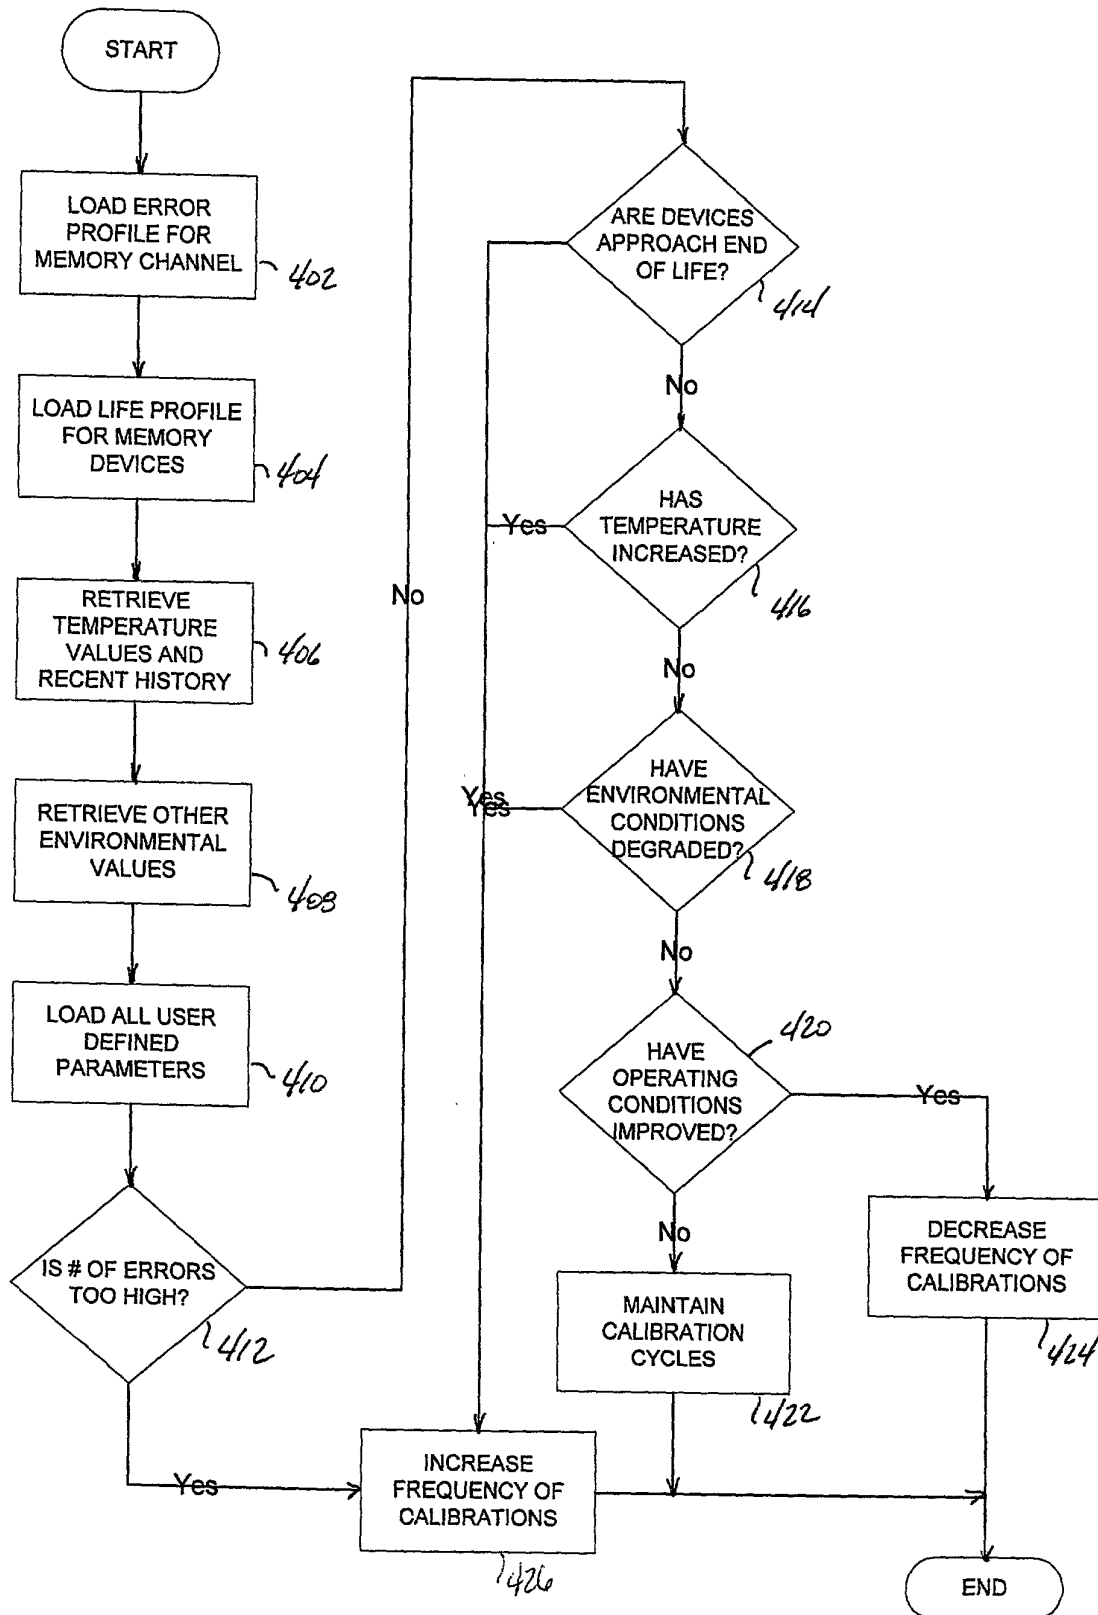 START
LOAD ERROR
PROFILE FOR
MEMORY CHANNEL
402
LOAD LIFE PROFILE
FOR MEMORY
DEVICES
404
RETRIEVE
TEMPERATURE
VALUES AND
RECENT HISTORY
406
RETRIEVE OTHER
ENVIRONMENTAL
VALUES
408
LOAD ALL USER
DEFINED
PARAMETERS
410
IS # OF ERRORS
TOO HIGH?
412
Yes
No
ARE DEVICES
APPROACH END
OF LIFE?
414
No
Yes
HAS
TEMPERATURE
INCREASED?
416
Yes
No
HAVE
ENVIRONMENTAL
CONDITIONS
DEGRADED?
418
Yes
No
HAVE
OPERATING
CONDITIONS
IMPROVED?
420
Yes
No
MAINTAIN
CALIBRATION
CYCLES
422
DECREASE
FREQUENCY OF
CALIBRATIONS
424
INCREASE
FREQUENCY OF
CALIBRATIONS
426
END